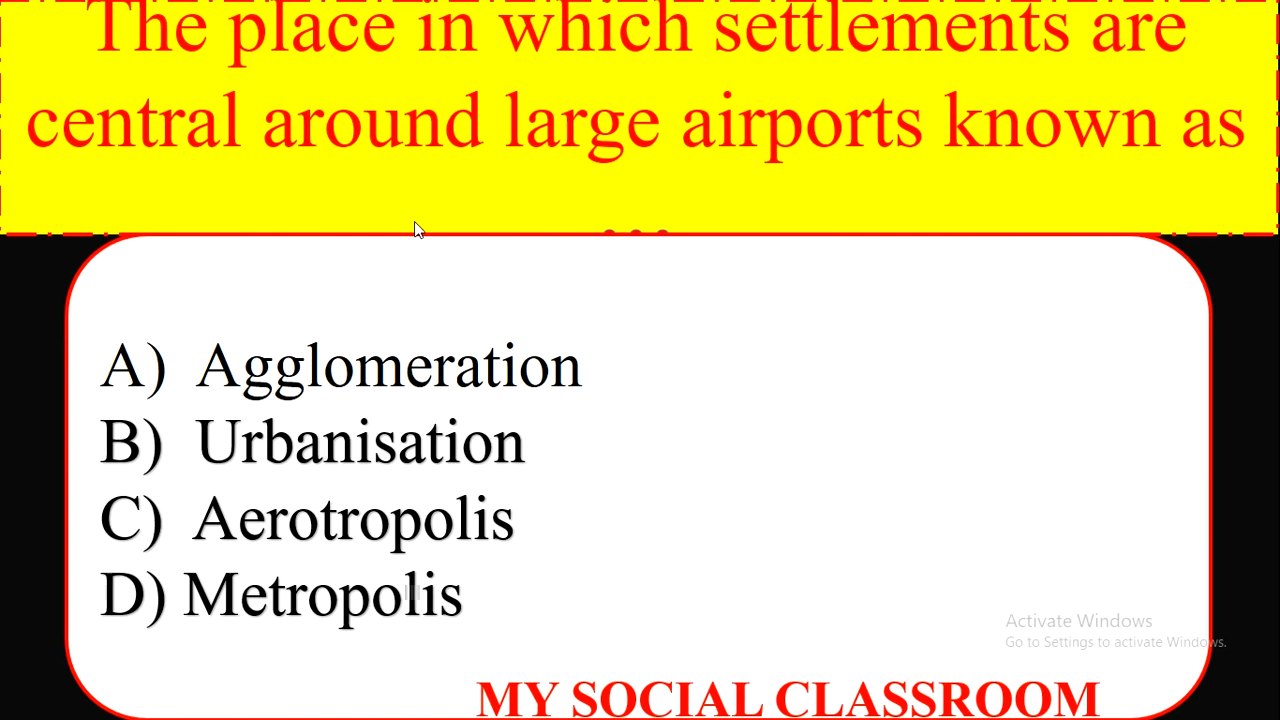 The place in which settlements are
central around large airports known as
...
A) Agglomeration
B) Urbanisation
C) Aerotropolis
D) Metropolis
Activate Windows
Go to Settings to activate Windows.
MY SOCIAL CLASSROOM